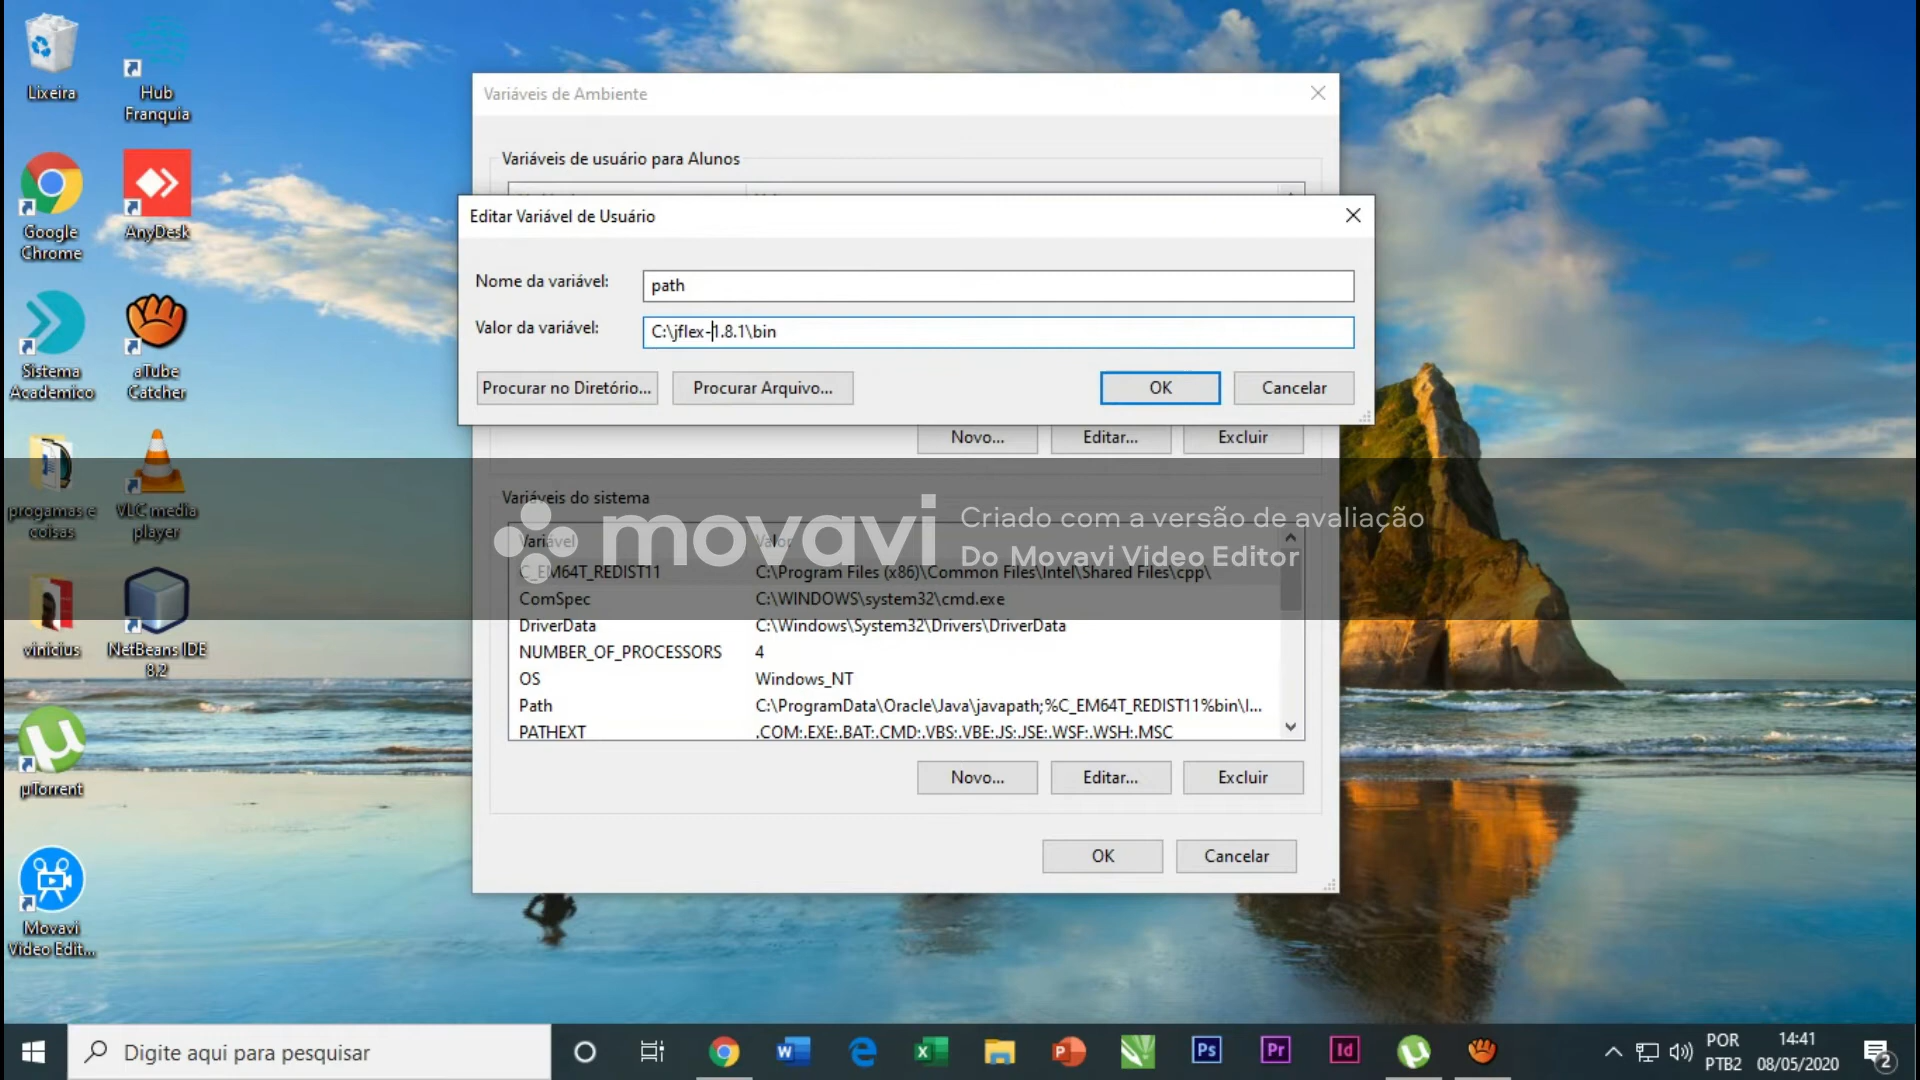 Lixeira
Hub
Franquia
Google
Chrome
AnyDesk
Sistema
Academico
aTube
Catcher
progamas e
coisas
VLC media
player
vinicius
NetBeans IDE
8.2
µTorrent
Movavi
Video Edit...
Variáveis de Ambiente
Variáveis de usuário para Alunos
Editar Variável de Usuário
Nome da variável:
path
Valor da variável:
C:\jflex-1.8.1\bin
Procurar no Diretório...
Procurar Arquivo...
OK
Cancelar
Novo...
Editar...
Excluir
Variáveis do sistema
movavi
Criado com a versão de avaliação
Do Movavi Video Editor
Variável Valor
C_EM64T_REDIST11 C:\Program Files (x86)\Common Files\Intel\Shared Files\cpp\
ComSpec C:\WINDOWS\system32\cmd.exe
DriverData C:\Windows\System32\Drivers\DriverData
NUMBER_OF_PROCESSORS 4
OS Windows_NT
Path C:\ProgramData\Oracle\Java\javapath;%C_EM64T_REDIST11%bin\I...
PATHEXT .COM;.EXE;.BAT;.CMD;.VBS;.VBE;.JS;.JSE;.WSF;.WSH;.MSC
Novo...
Editar...
Excluir
OK
Cancelar
Digite aqui para pesquisar
Ps
Pr
Id
POR
PTB2
14:41
08/05/2020
2